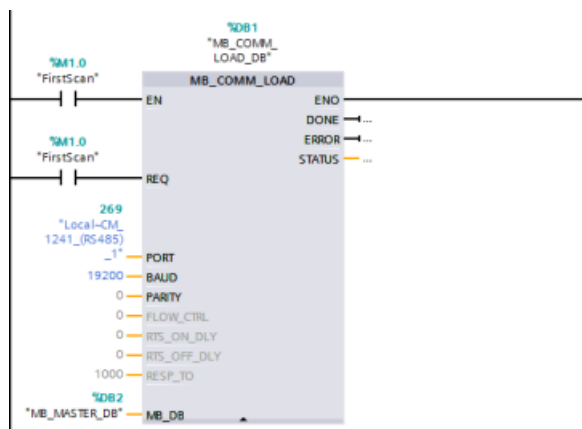 %DB1
"MB_COMM_
LOAD_DB"
%M1.0
"FirstScan"
MB_COMM_LOAD
EN
ENO
DONE
...
ERROR
...
STATUS
...
%M1.0
"FirstScan"
REQ
269
"Local~CM_
1241_(RS485)
_1"
PORT
19200
BAUD
0
PARITY
0
FLOW_CTRL
0
RTS_ON_DLY
0
RTS_OFF_DLY
1000
RESP_TO
%DB2
"MB_MASTER_DB"
MB_DB